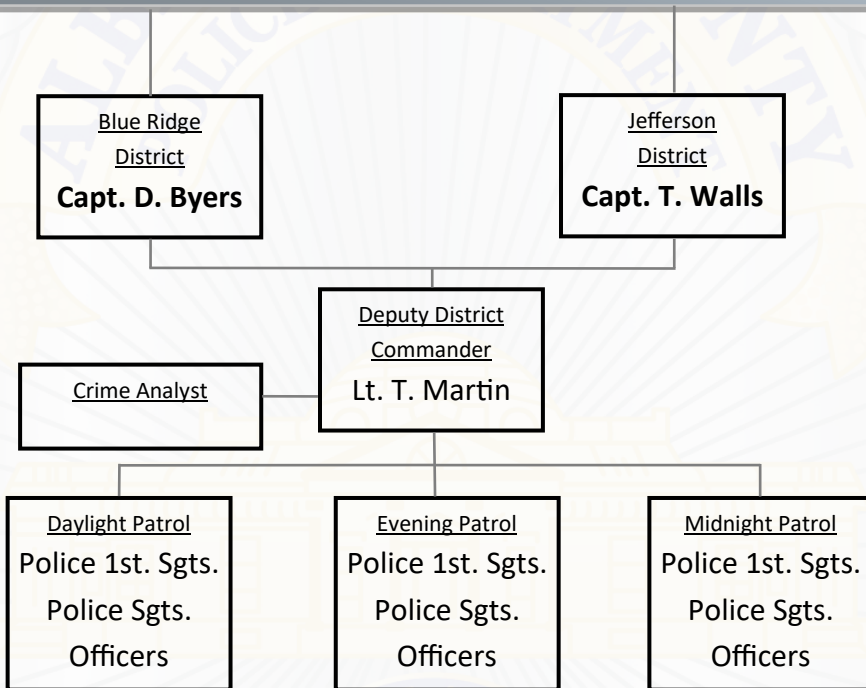 Blue Ridge
District
Capt. D. Byers
Jefferson
District
Capt. T. Walls
Deputy District
Commander
Lt. T. Martin
Crime Analyst
Daylight Patrol
Police 1st. Sgts.
Police Sgts.
Officers
Evening Patrol
Police 1st. Sgts.
Police Sgts.
Officers
Midnight Patrol
Police 1st. Sgts.
Police Sgts.
Officers